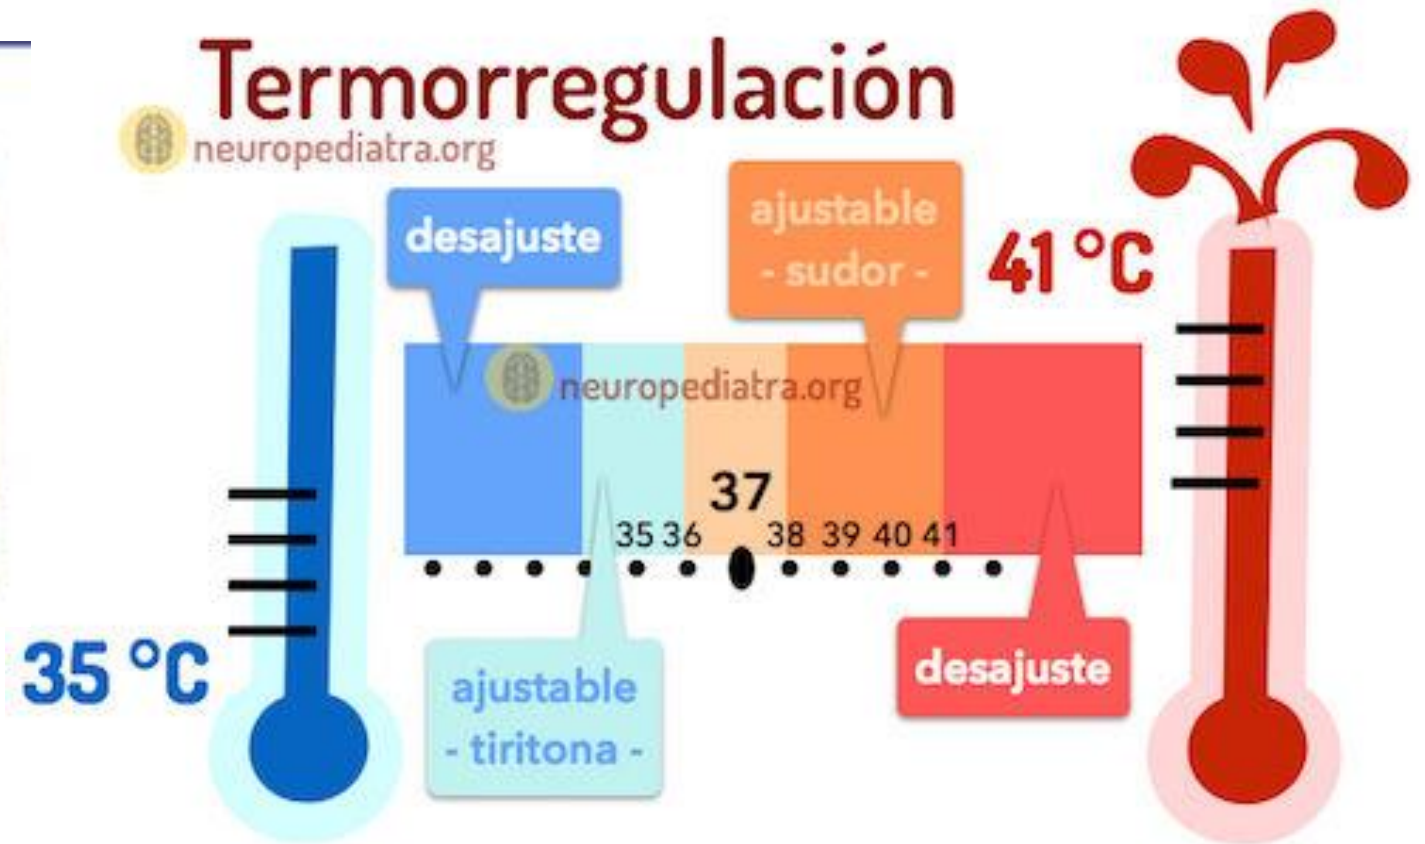 Termorregulación
neuropediatra.org
desajuste
ajustable
- sudor -
41 °C
neuropediatra.org
37
35 36 38 39 40 41
35 °C
ajustable
- tiritona -
desajuste